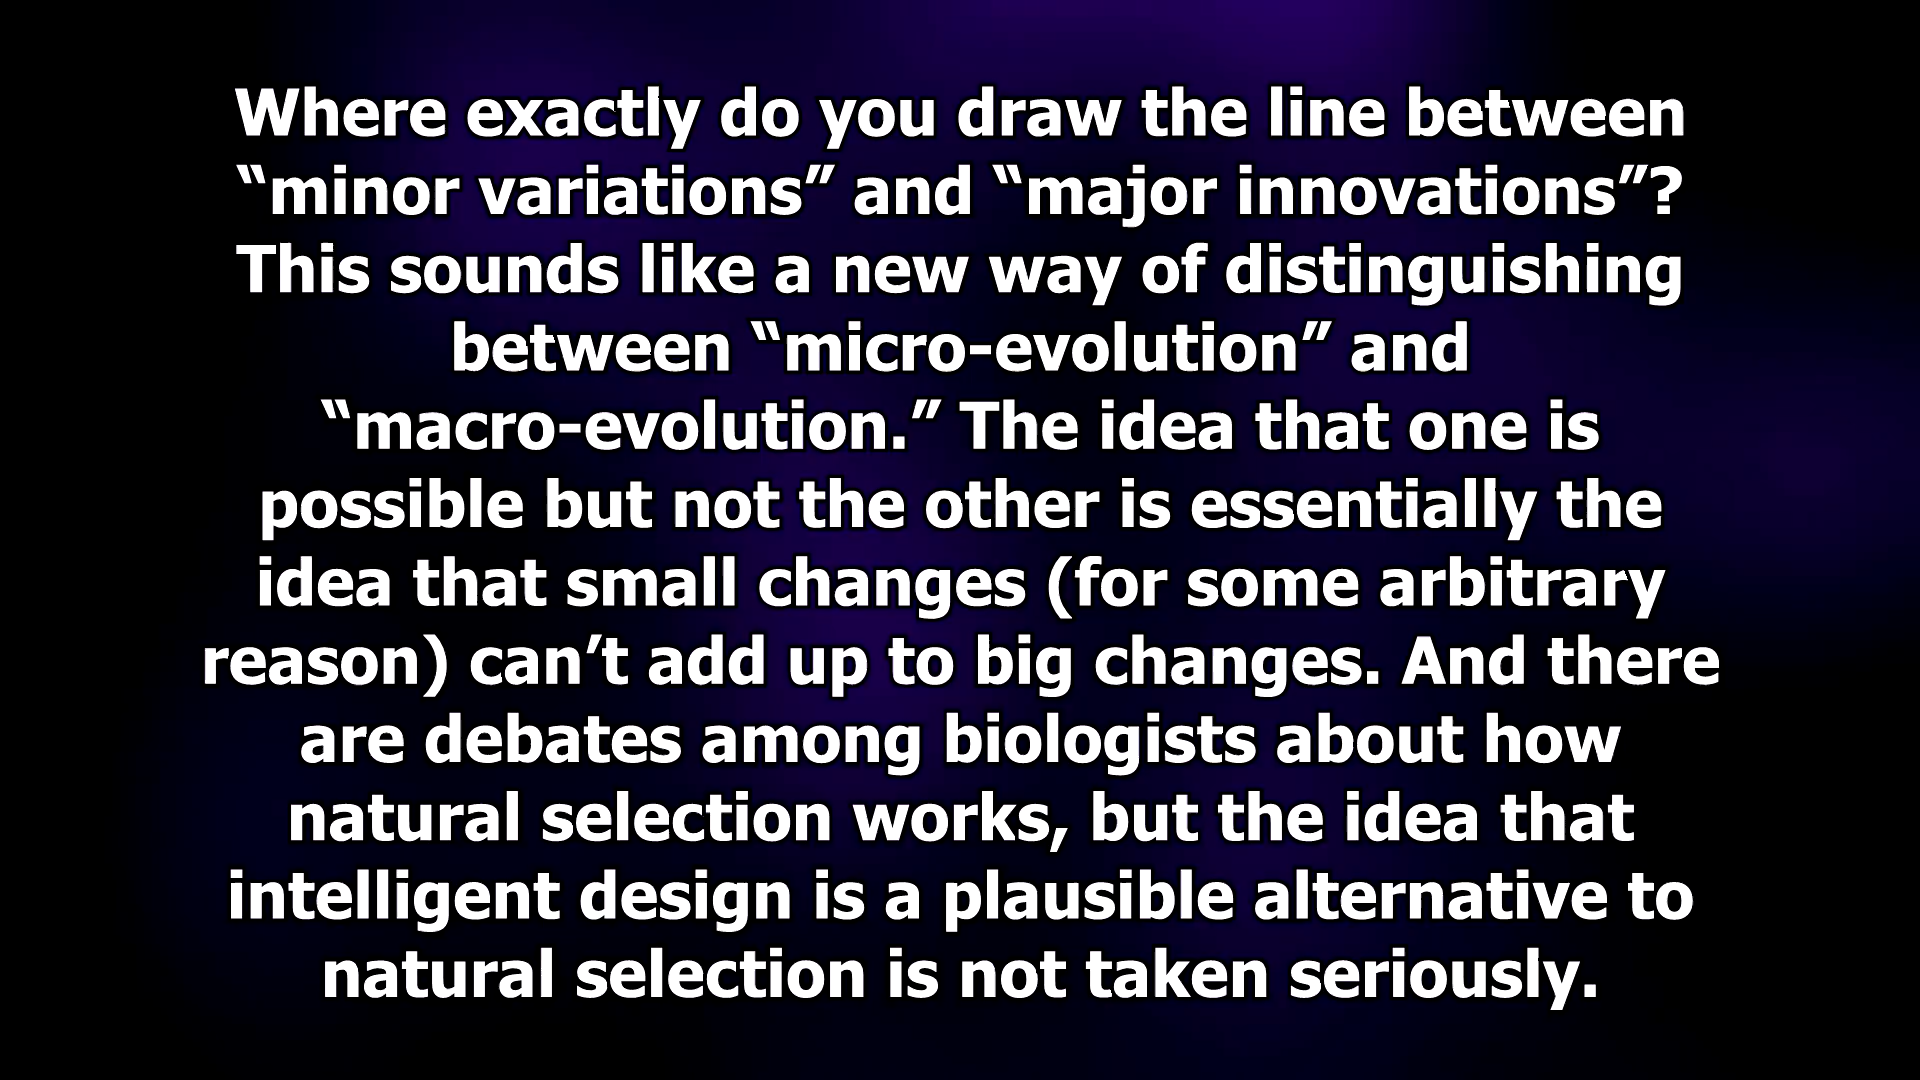 Where exactly do you draw the line between
“minor variations” and “major innovations”?
This sounds like a new way of distinguishing
between “micro-evolution” and
“macro-evolution.” The idea that one is
possible but not the other is essentially the
idea that small changes (for some arbitrary
reason) can’t add up to big changes. And there
are debates among biologists about how
natural selection works, but the idea that
intelligent design is a plausible alternative to
natural selection is not taken seriously.